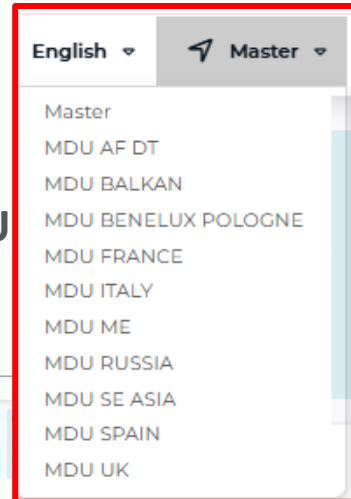 English Master
Master
MDU AF DT
MDU BALKAN
MDU BENELUX POLOGNE
MDU FRANCE
MDU ITALY
MDU ME
MDU RUSSIA
MDU SE ASIA
MDU SPAIN
MDU UK